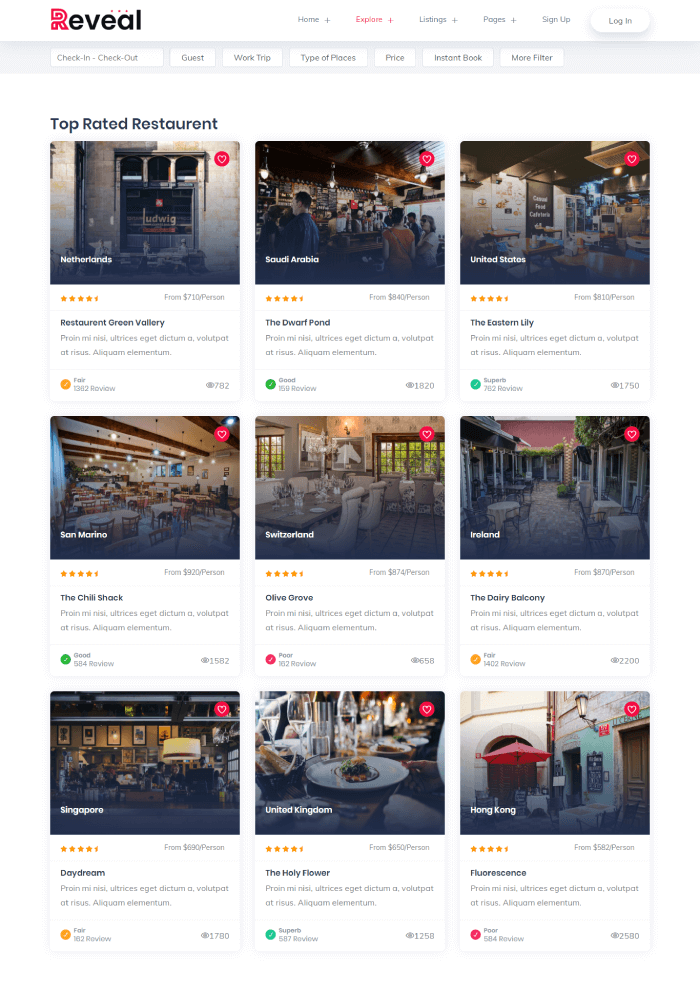 Reveal
Home + Explore + Listings + Pages + Sign Up Log In
Check-In - Check-Out Guest Work Trip Type of Places Price Instant Book More Filter
Top Rated Restaurent
ludwig
Netherlands
From $710/Person
Restaurent Green Vallery
Proin mi nisi, ultrices eget dictum a, volutpat
at risus. Aliquam elementum.
Fair
1362 Review
782
Saudi Arabia
From $840/Person
The Dwarf Pond
Proin mi nisi, ultrices eget dictum a, volutpat
at risus. Aliquam elementum.
Good
159 Review
1820
Casual
Food
Cafeteria
United States
From $810/Person
The Eastern Lily
Proin mi nisi, ultrices eget dictum a, volutpat
at risus. Aliquam elementum.
Superb
762 Review
1750
San Marino
From $920/Person
The Chili Shack
Proin mi nisi, ultrices eget dictum a, volutpat
at risus. Aliquam elementum.
Good
584 Review
1582
Switzerland
From $874/Person
Olive Grove
Proin mi nisi, ultrices eget dictum a, volutpat
at risus. Aliquam elementum.
Poor
162 Review
658
Ireland
From $870/Person
The Dairy Balcony
Proin mi nisi, ultrices eget dictum a, volutpat
at risus. Aliquam elementum.
Fair
1402 Review
2200
Singapore
From $690/Person
Daydream
Proin mi nisi, ultrices eget dictum a, volutpat
at risus. Aliquam elementum.
Fair
162 Review
1780
United Kingdom
From $650/Person
The Holy Flower
Proin mi nisi, ultrices eget dictum a, volutpat
at risus. Aliquam elementum.
Superb
587 Review
1258
Hong Kong
From $582/Person
Fluorescence
Proin mi nisi, ultrices eget dictum a, volutpat
at risus. Aliquam elementum.
Poor
584 Review
2580